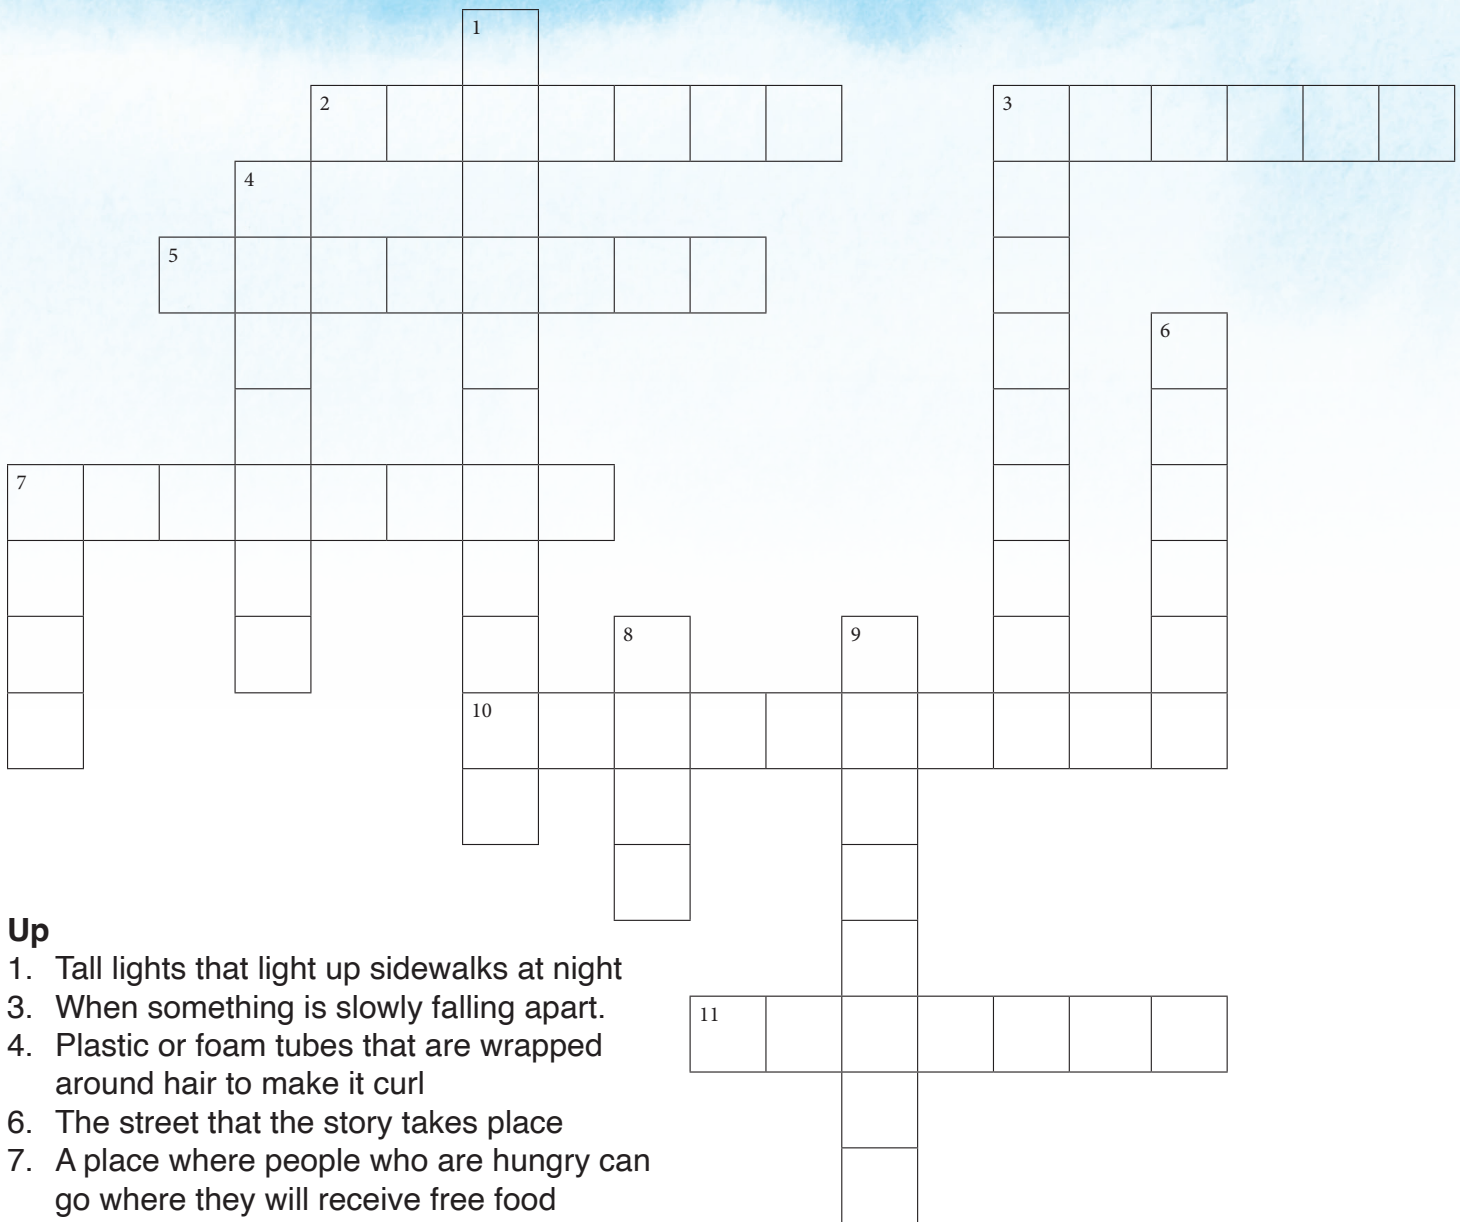 1
2
3
4
5
6
7
8
9
10
11
Up
1. Tall lights that light up sidewalks at night
3. When something is slowly falling apart.
4. Plastic or foam tubes that are wrapped
around hair to make it curl
6. The street that the story takes place
7. A place where people who are hungry can
go where they will receive free food